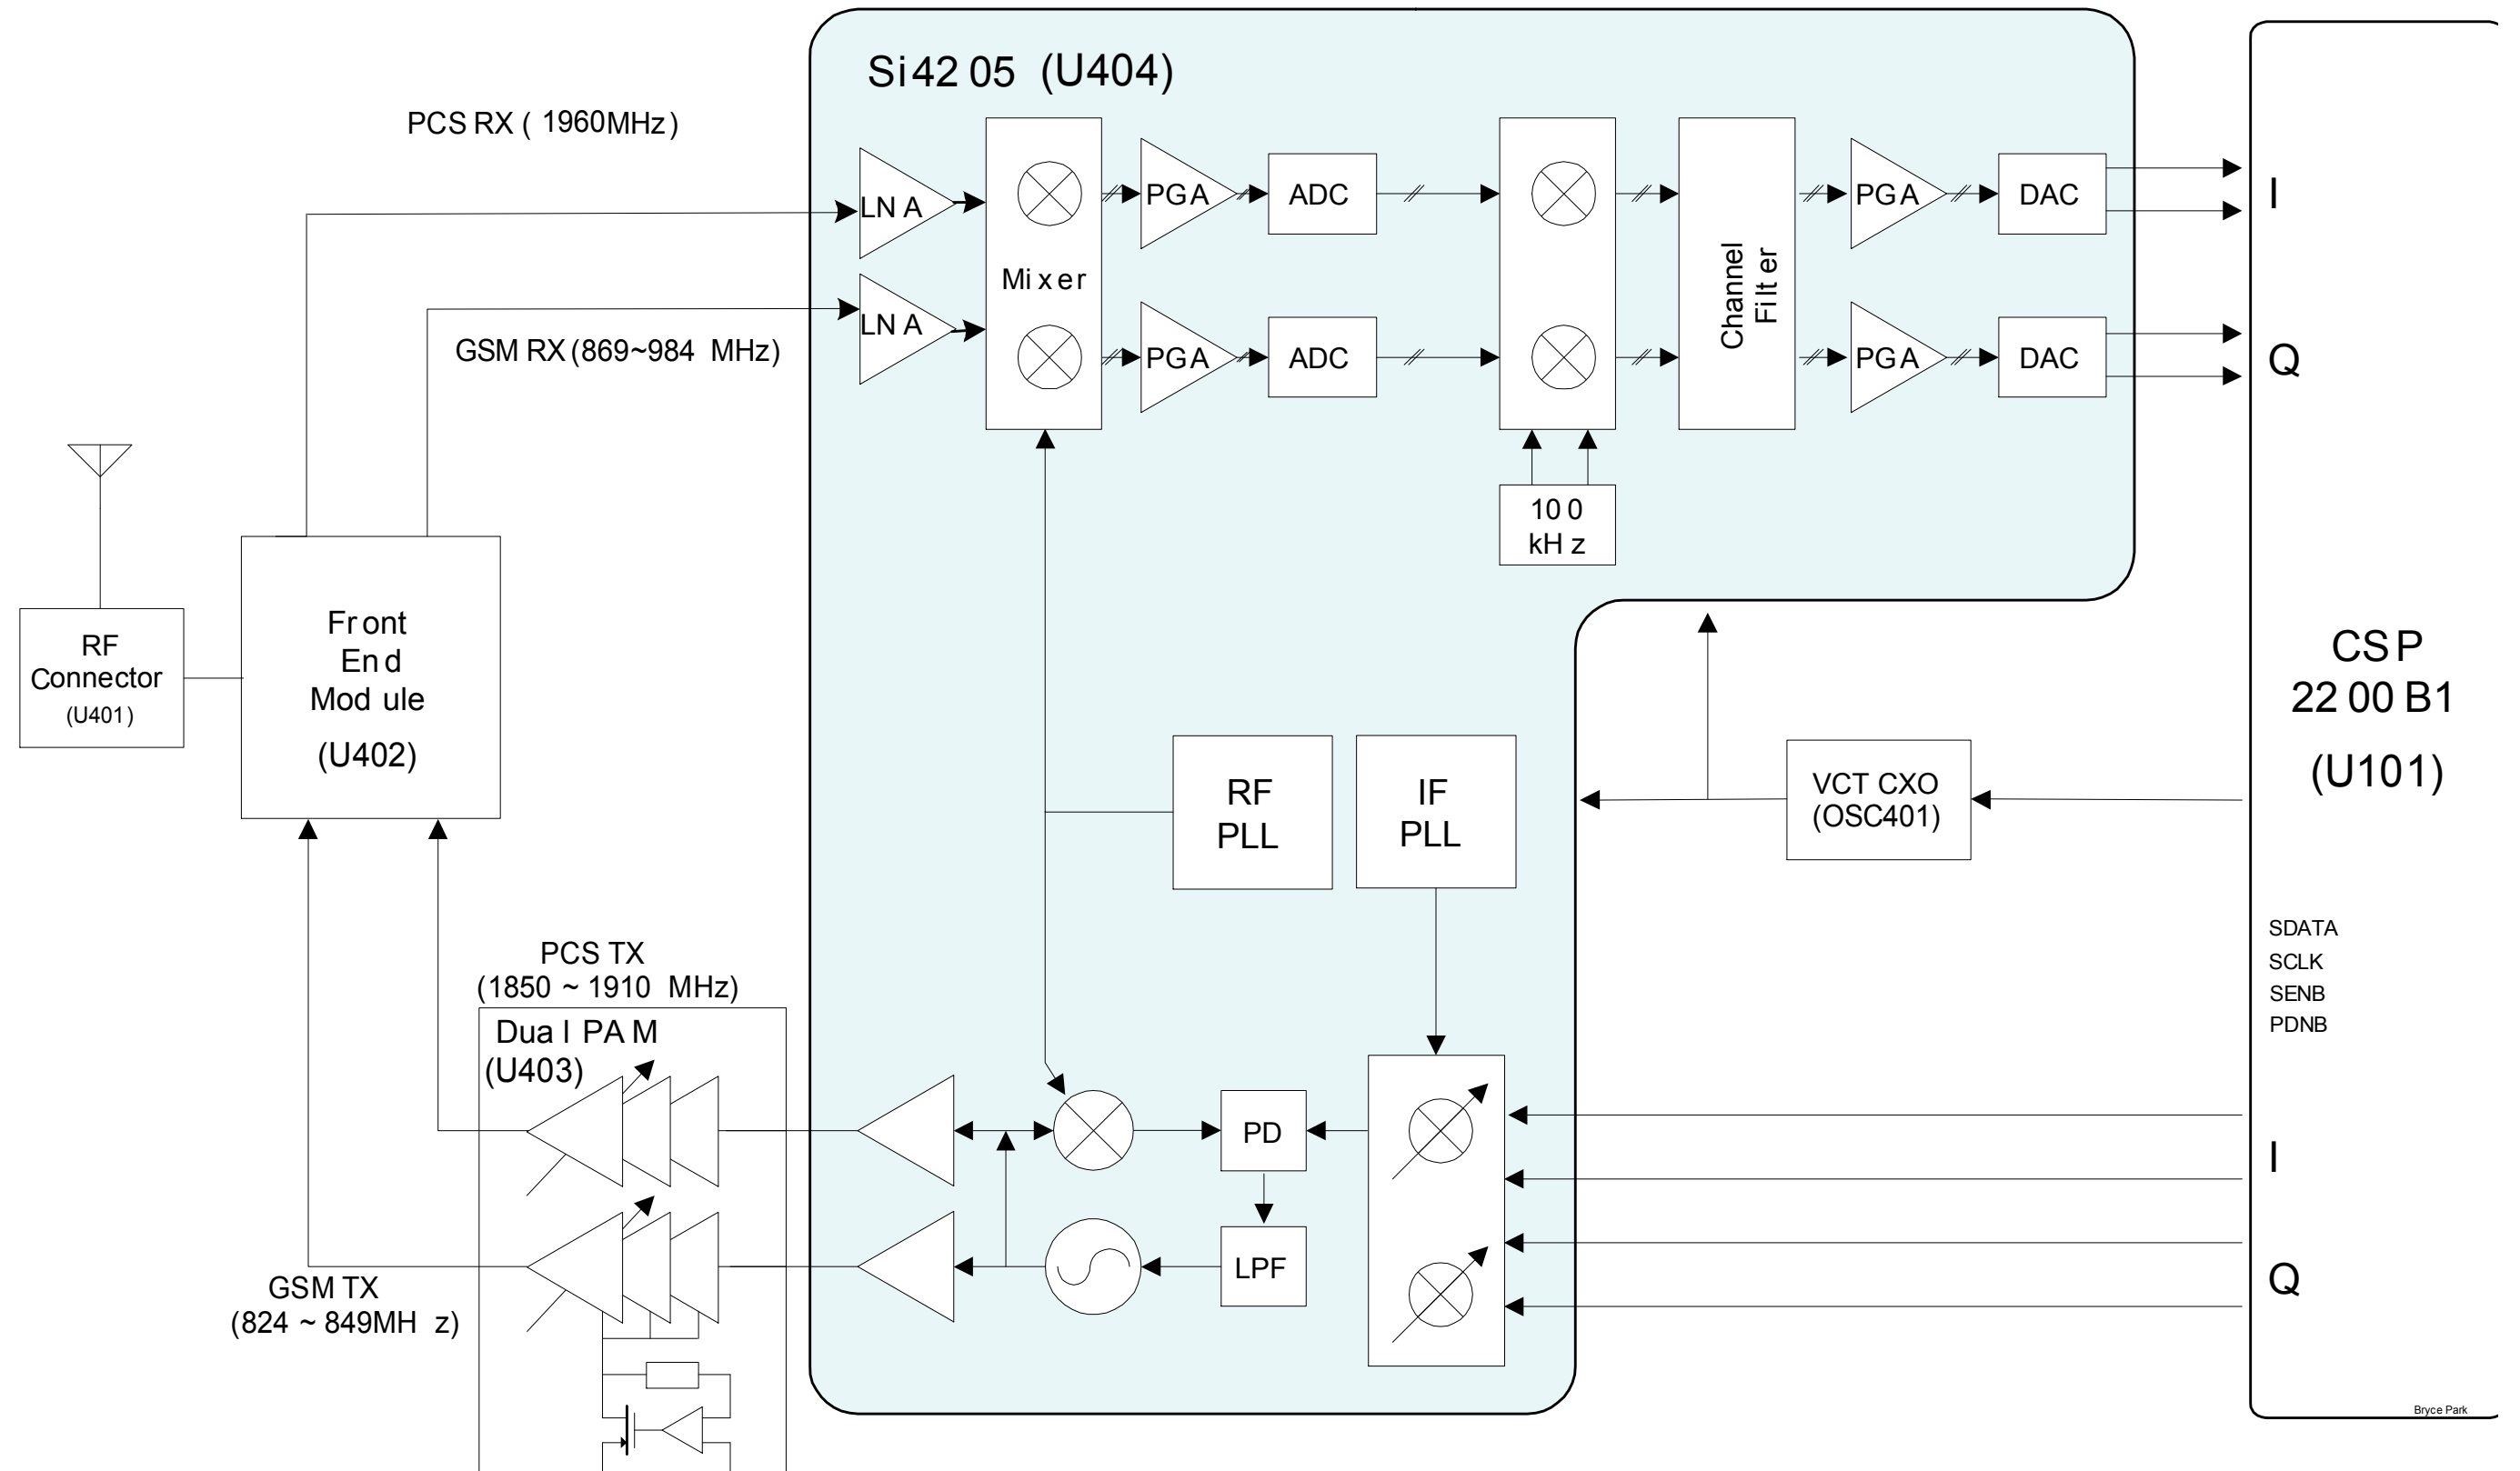 Si4205 (U404)
PCS RX ( 1960MHz)
LNA
PGA
ADC
PGA
DAC
I
Mixer
Channel
Filter
LNA
GSM RX (869~984 MHz)
PGA
ADC
PGA
DAC
Q
100
kHz
RF
Connector
(U401)
Front
End
Module
(U402)
CSP
2200B1
(U101)
RF
PLL
IF
PLL
VCTCXO
(OSC401)
SDATA
SCLK
SENB
PDNB
PCS TX
(1850 ~ 1910 MHz)
Dual PAM
(U403)
PD
I
LPF
Q
GSM TX
(824 ~ 849MHz)
Bryce Park